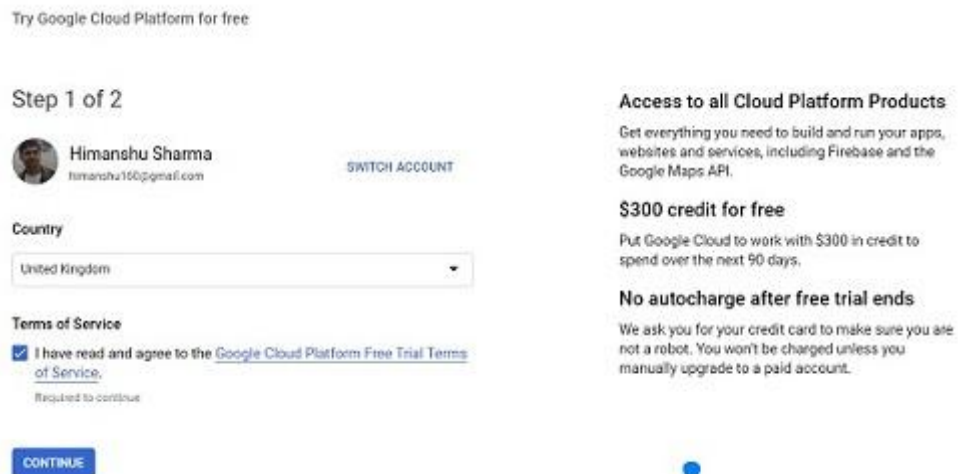 Try Google Cloud Platform for free
Step 1 of 2
Himanshu Sharma
himanshu160@gmail.com
SWITCH ACCOUNT
Country
United Kingdom
Terms of Service
I have read and agree to the Google Cloud Platform Free Trial Terms
of Service.
Required to continue
CONTINUE
Access to all Cloud Platform Products
Get everything you need to build and run your apps,
websites and services, including Firebase and the
Google Maps API.
$300 credit for free
Put Google Cloud to work with $300 in credit to
spend over the next 90 days.
No autocharge after free trial ends
We ask you for your credit card to make sure you are
not a robot. You won't be charged unless you
manually upgrade to a paid account.